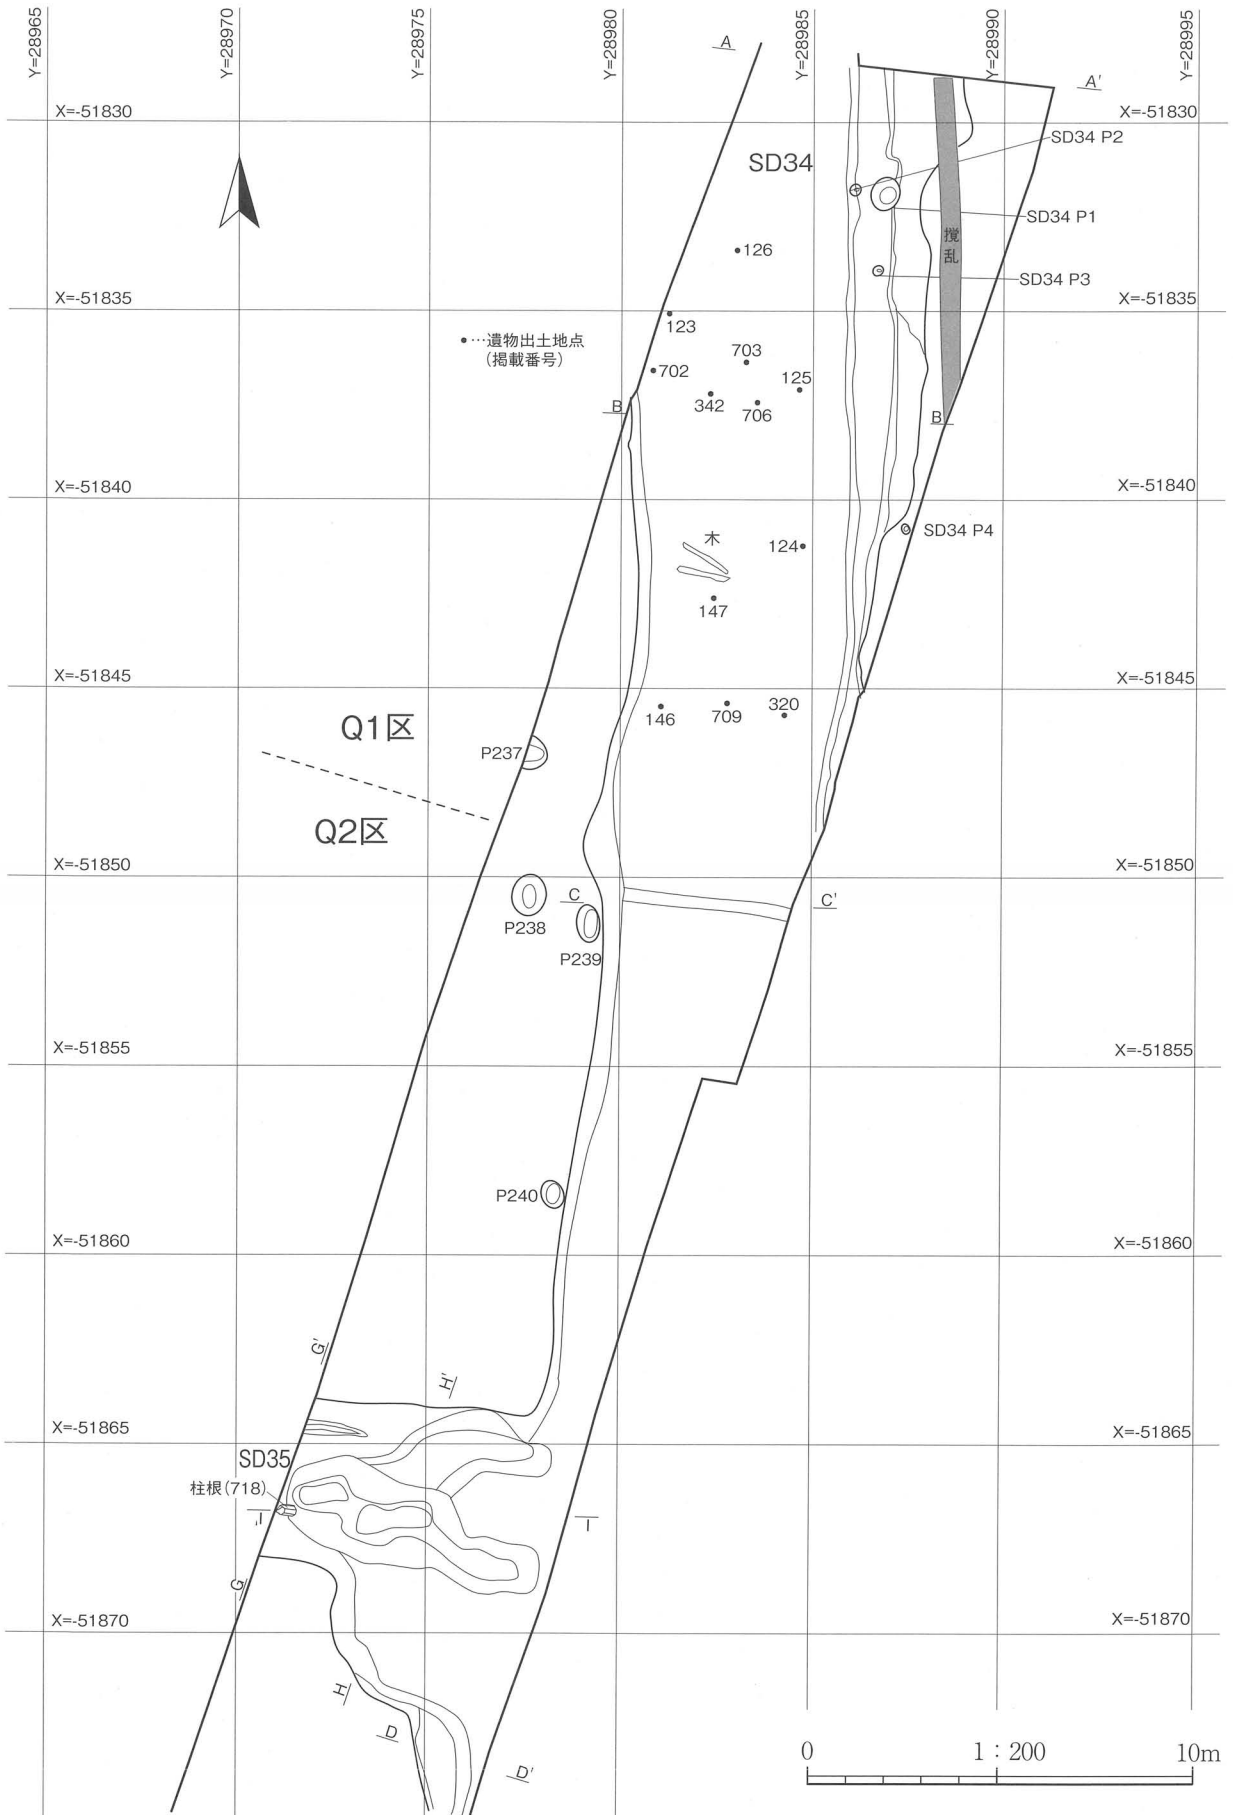 Y=28965
Y=28970
Y=28975
Y=28980
Y=28985
Y=28990
Y=28995
A
A'
X=-51830
X=-51830
SD34 P2
SD34
SD34 P1
攪乱
126
SD34 P3
X=-51835
X=-51835
123
•…遺物出土地点
(掲載番号)
703
702
125
342
706
B
B
X=-51840
X=-51840
木
SD34 P4
124
147
X=-51845
X=-51845
146
709
320
Q1区
P237
Q2区
X=-51850
X=-51850
C
C'
P238
P239
X=-51855
X=-51855
P240
X=-51860
X=-51860
G'
H'
X=-51865
X=-51865
SD35
柱根(718)
I'
I
G
X=-51870
X=-51870
H
D
D'
0
1：200
10m